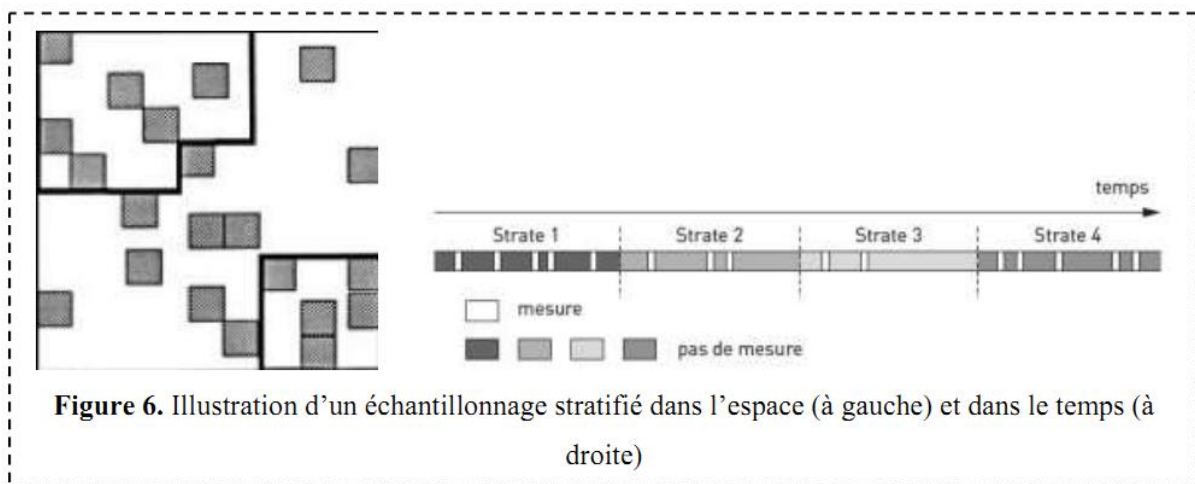 temps
Strate 1 Strate 2 Strate 3 Strate 4
mesure
pas de mesure
Figure 6. Illustration d’un échantillonnage stratifié dans l’espace (à gauche) et dans le temps (à
droite)